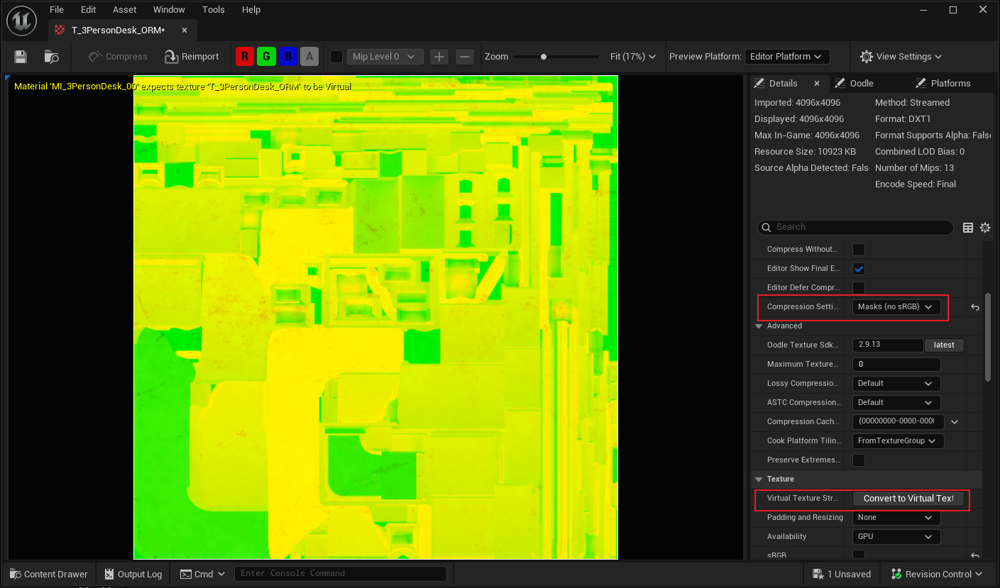 File Edit Asset Window Tools Help
T_3PersonDesk_ORM*
Compress Reimport R G B A Mip Level 0 Zoom Fit (17%) Preview Platform: Editor Platform View Settings
Material 'MI_3PersonDesk_00' expects texture 'T_3PersonDesk_ORM' to be Virtual
Details Oodle Platforms
Imported: 4096x4096 Method: Streamed
Displayed: 4096x4096 Format: DXT1
Max In-Game: 4096x4096 Format Supports Alpha: Fals
Resource Size: 10923 KB Combined LOD Bias: 0
Source Alpha Detected: Fals Number of Mips: 13
Encode Speed: Final
Search
Compress Without...
Editor Show Final E...
Editor Defer Compr...
Compression Setti... Masks (no sRGB)
Advanced
Oodle Texture Sdk... 2.9.13 latest
Maximum Texture... 0
Lossy Compressio... Default
ASTC Compression... Default
Compression Cach... {00000000-0000-000
Cook Platform Tilin... FromTextureGroup
Preserve Extremes...
Texture
Virtual Texture Str... Convert to Virtual Tex
Padding and Resizing None
Availability GPU
sRGB
Content Drawer Output Log Cmd Enter Console Command 1 Unsaved Revision Control